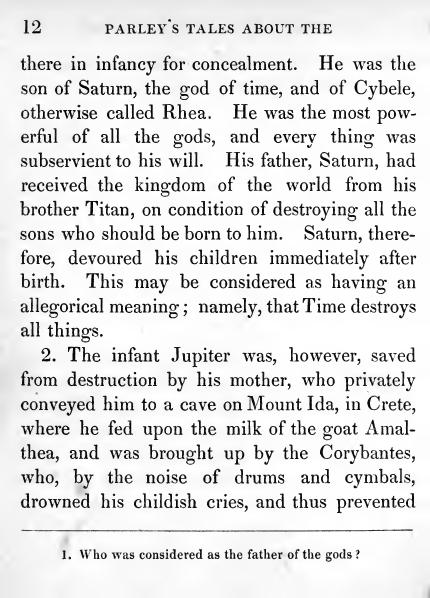 12 PARLEY'S TALES ABOUT THE
there in infancy for concealment. He was the
son of Saturn, the god of time, and of Cybele,
otherwise called Rhea. He was the most pow-
erful of all the gods, and every thing was
subservient to his will. His father, Saturn, had
received the kingdom of the world from his
brother Titan, on condition of destroying all the
sons who should be born to him. Saturn, there-
fore, devoured his children immediately after
birth. This may be considered as having an
allegorical meaning; namely, that Time destroys
all things.
2. The infant Jupiter was, however, saved
from destruction by his mother, who privately
conveyed him to a cave on Mount Ida, in Crete,
where he fed upon the milk of the goat Amal-
thea, and was brought up by the Corybantes,
who, by the noise of drums and cymbals,
drowned his childish cries, and thus prevented
1. Who was considered as the father of the gods?